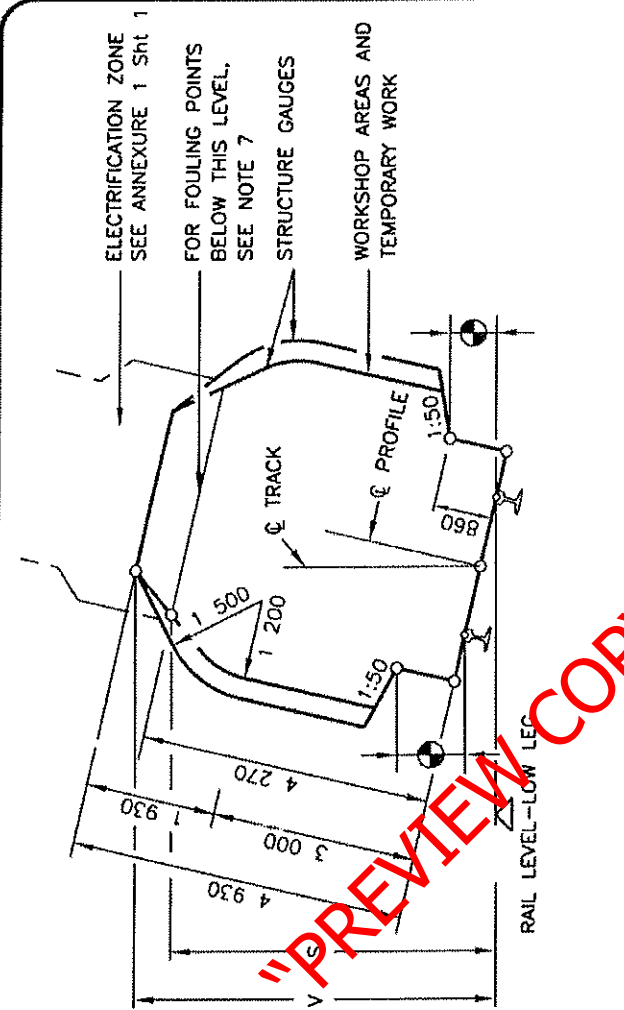 ELECTRIFICATION ZONE
SEE ANNEXURE 1 Sht 1
FOR FOULING POINTS
BELOW THIS LEVEL,
SEE NOTE 7
STRUCTURE GAUGES
WORKSHOP AREAS AND
TEMPORARY WORK
℄ TRACK
℄ PROFILE
1 500
1 200
1:50
1:50
860
4 270
1 930
3 000
4 930
S
V
RAIL LEVEL-LOW LEG
"PREVIEW COPY